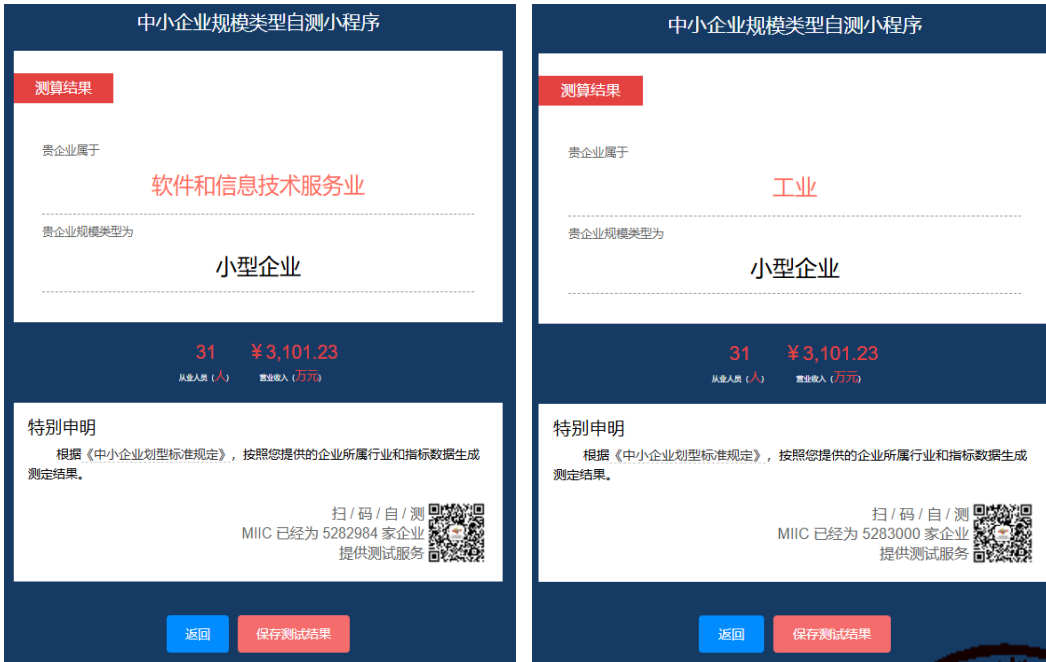 中小企业规模类型自测小程序
测算结果
贵企业属于
软件和信息技术服务业
贵企业规模类型为
小型企业
31
￥3,101.23
从业人员（人）
营业收入（万元）
特别申明
根据《中小企业划型标准规定》，按照您提供的企业所属行业和指标数据生成
测定结果。
扫 / 码 / 自 / 测
MIIC 已经为 5282984 家企业
提供测试服务
返回
保存测试结果
中小企业规模类型自测小程序
测算结果
贵企业属于
工业
贵企业规模类型为
小型企业
31
￥3,101.23
从业人员（人）
营业收入（万元）
特别申明
根据《中小企业划型标准规定》，按照您提供的企业所属行业和指标数据生成
测定结果。
扫 / 码 / 自 / 测
MIIC 已经为 5283000 家企业
提供测试服务
返回
保存测试结果